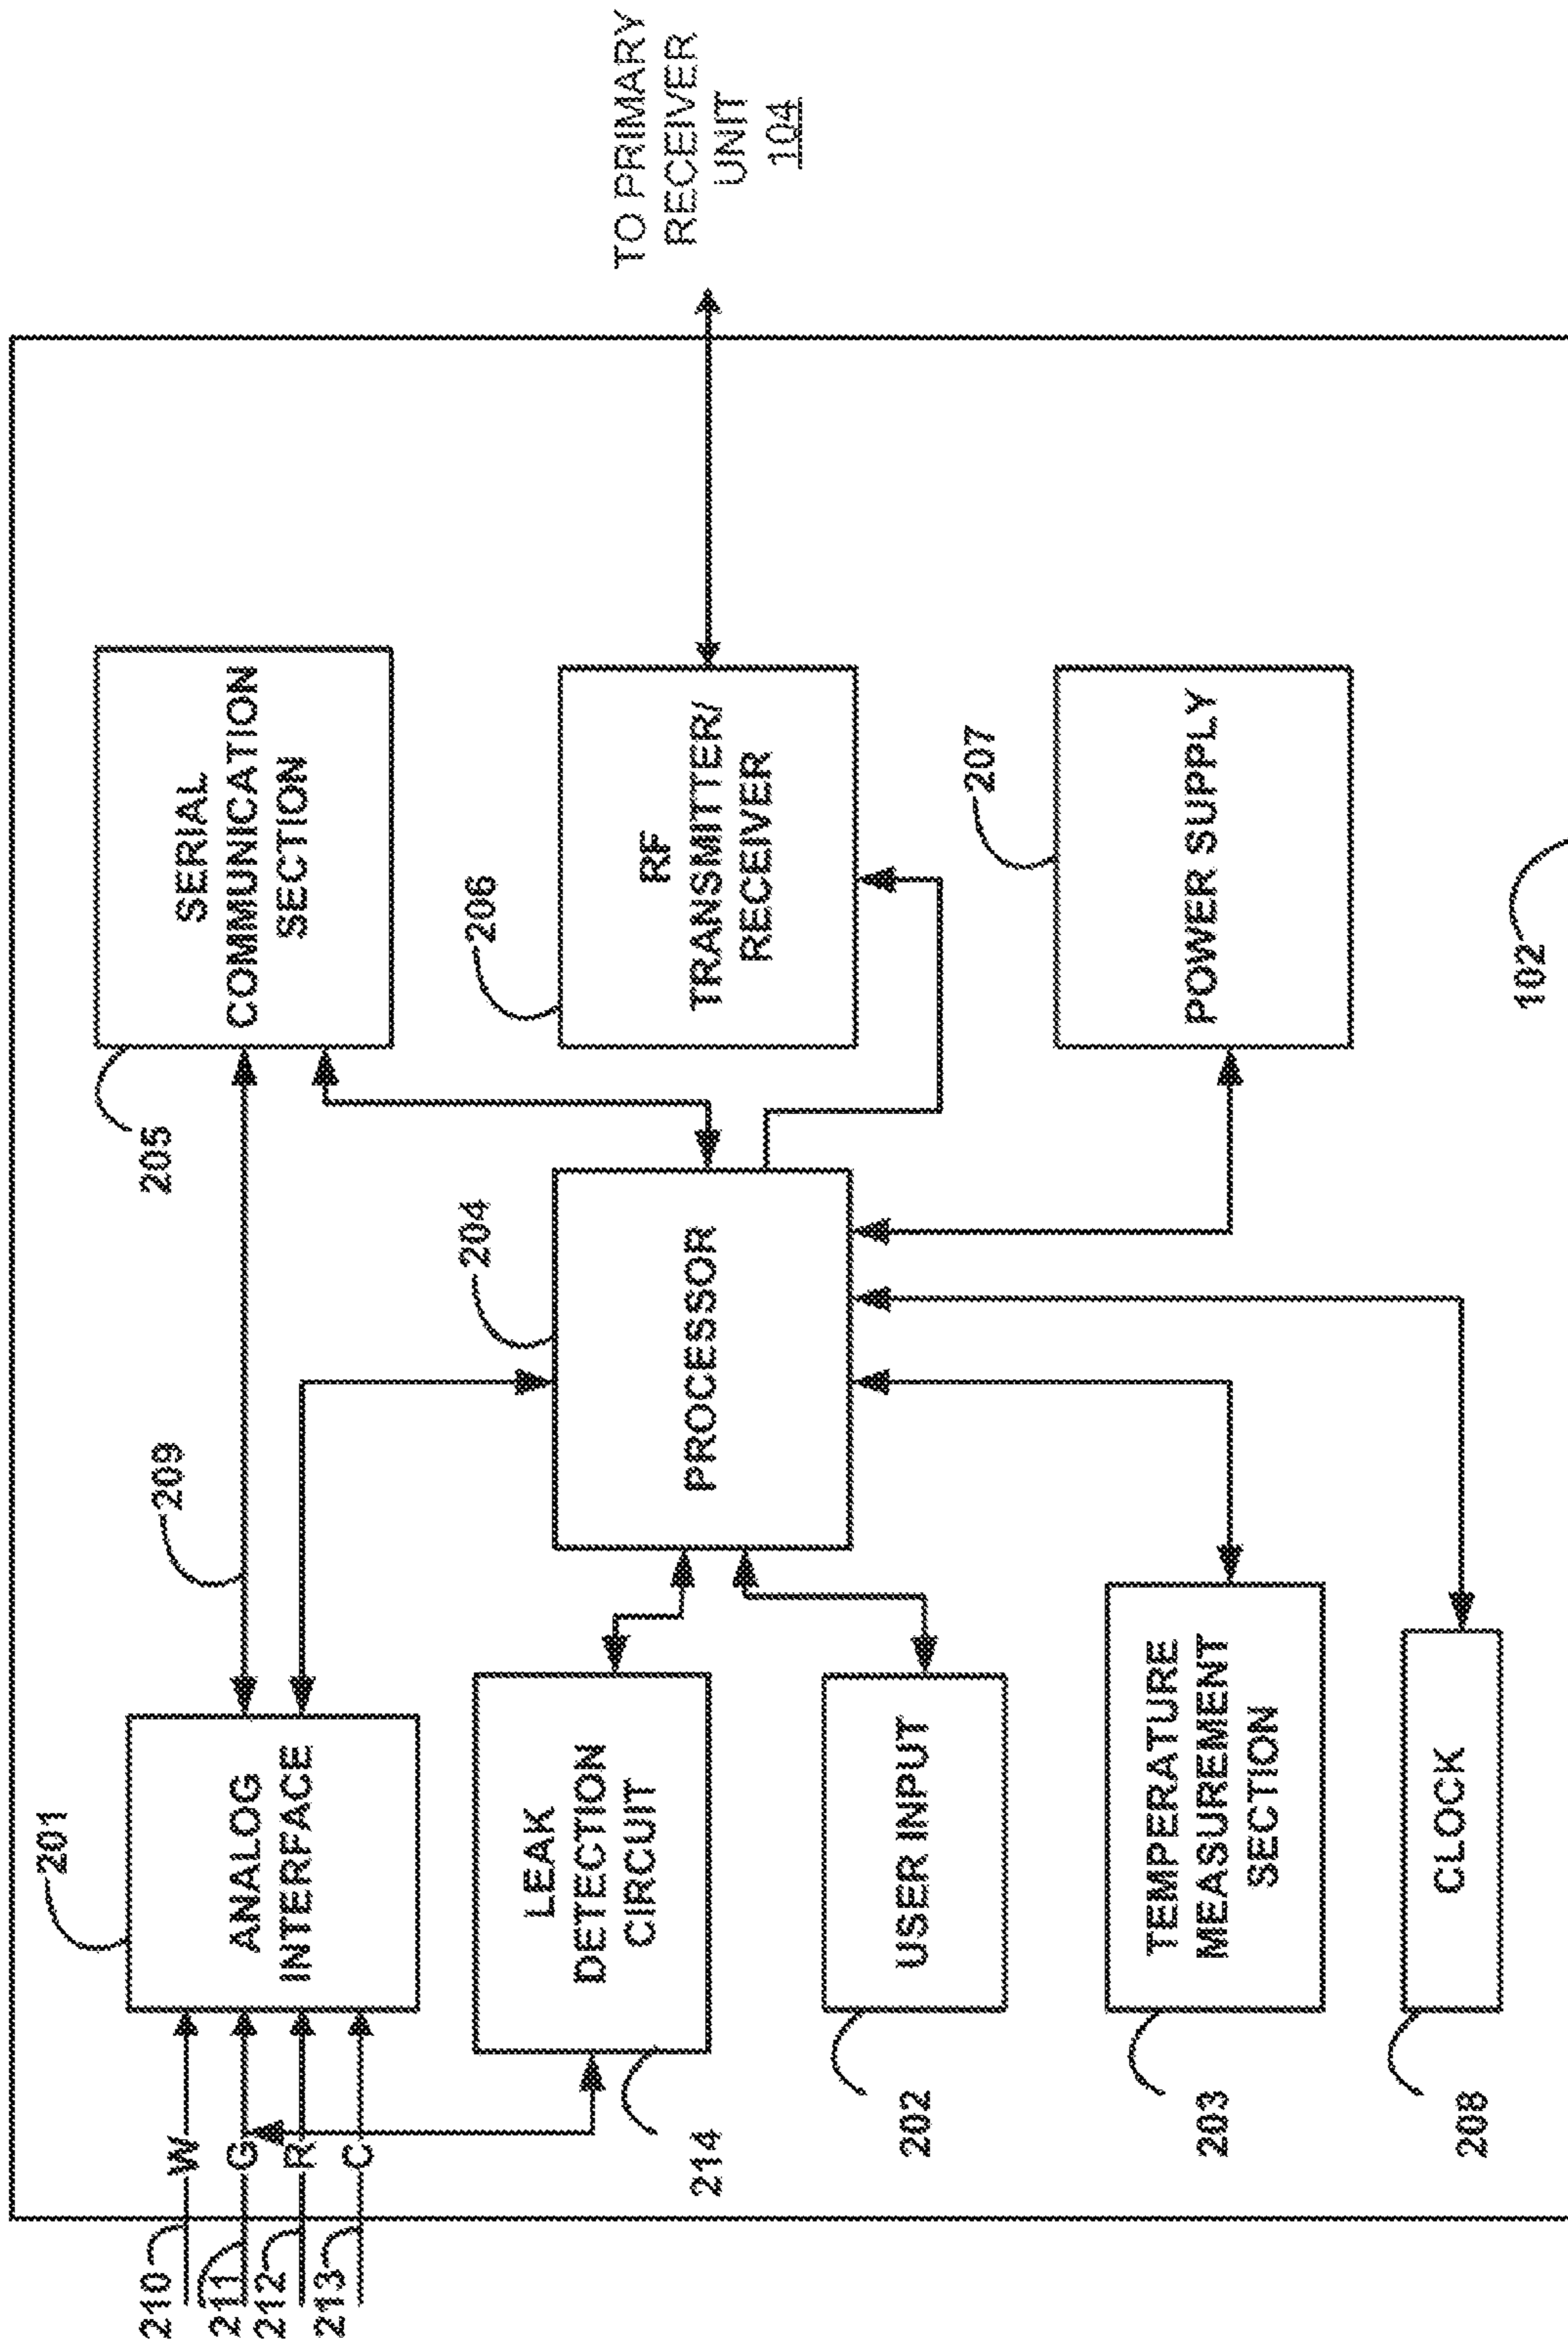 210
W
211
G
212
R
213
C
201
ANALOG
INTERFACE
209
205
SERIAL
COMMUNICATION
SECTION
214
LEAK
DETECTION
CIRCUIT
204
PROCESSOR
206
RF
TRANSMITTER/
RECEIVER
TO PRIMARY
RECEIVER
UNIT
104
202
USER INPUT
203
TEMPERATURE
MEASUREMENT
SECTION
207
POWER SUPPLY
208
CLOCK
102